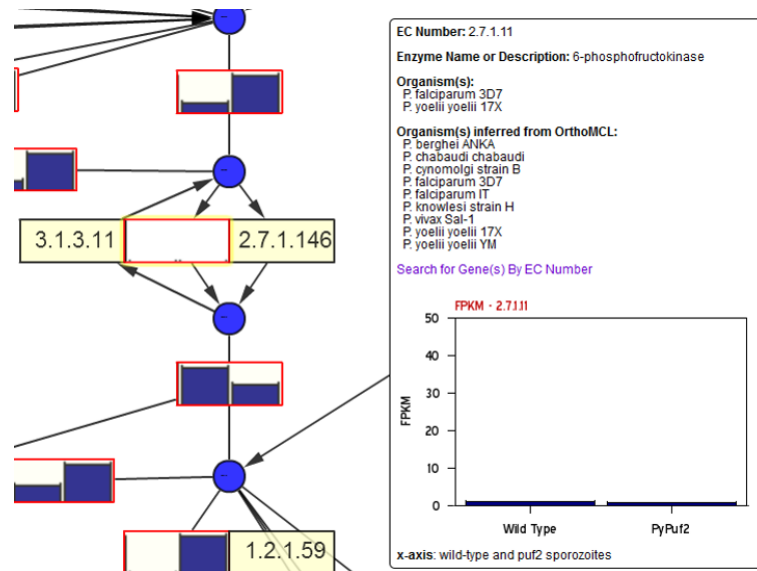 3.1.3.11
2.7.1.146
1.2.1.59
EC Number: 2.7.1.11
Enzyme Name or Description: 6-phosphofructokinase
Organism(s):
P. falciparum 3D7
P. yoelii yoelii 17X
Organism(s) inferred from OrthoMCL:
P. berghei ANKA
P. chabaudi chabaudi
P. cynomolgi strain B
P. falciparum 3D7
P. falciparum IT
P. knowlesi strain H
P. vivax Sal-1
P. yoelii yoelii 17X
P. yoelii yoelii YM
Search for Gene(s) By EC Number
FPKM - 2.7.1.11
50
40
30
20
10
0
FPKM
Wild Type
PyPuf2
x-axis: wild-type and puf2 sporozoites